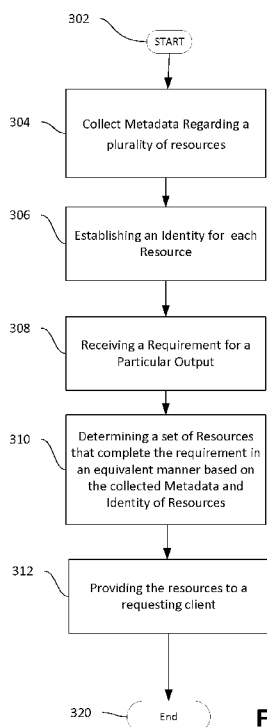 302
START
304
Collect Metadata Regarding a
plurality of resources
306
Establishing an Identity for each
Resource
308
Receiving a Requirement for a
Particular Output
310
Determining a set of Resources
that complete the requirement in
an equivalent manner based on
the collected Metadata and
Identity of Resources
312
Providing the resources to a
requesting client
320
End